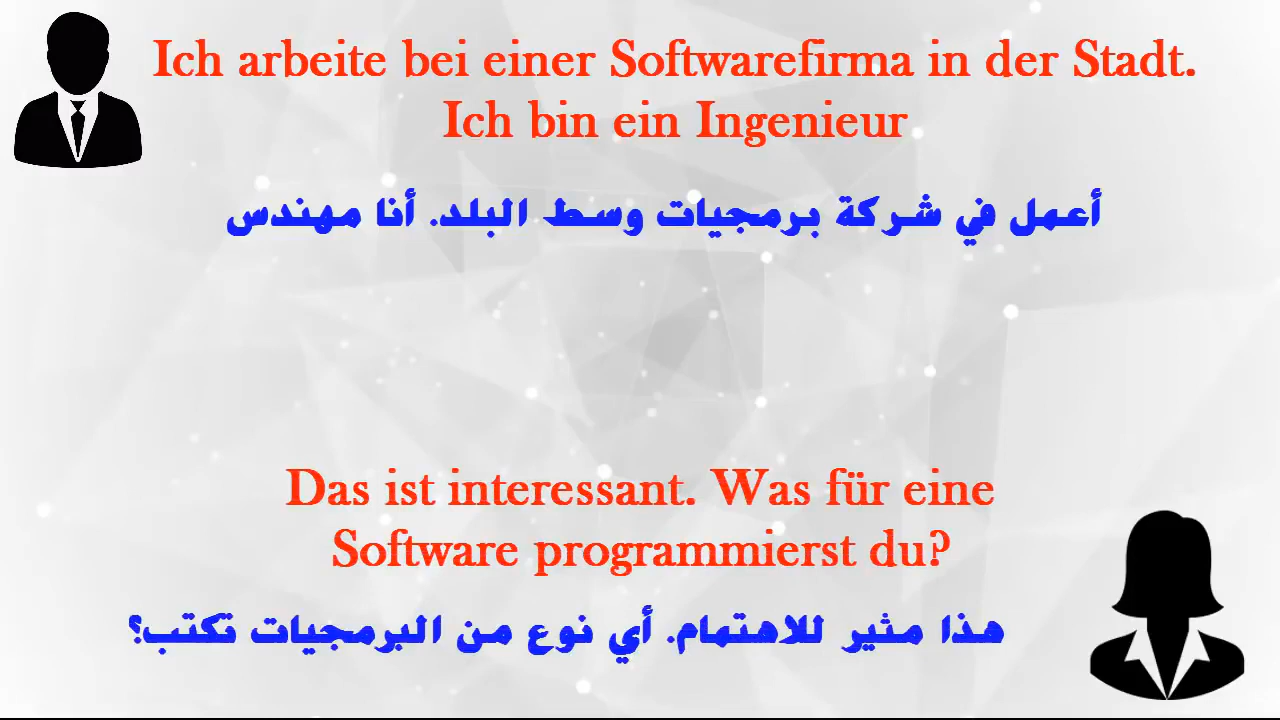 Ich arbeite bei einer Softwarefirma in der Stadt.
Ich bin ein Ingenieur
أعمل في شركة برمجيات وسط البلد. أنا مهندس
Das ist interessant. Was für eine
Software programmierst du?
هذا مثير للاهتمام. أي نوع من البرمجيات تكتب؟